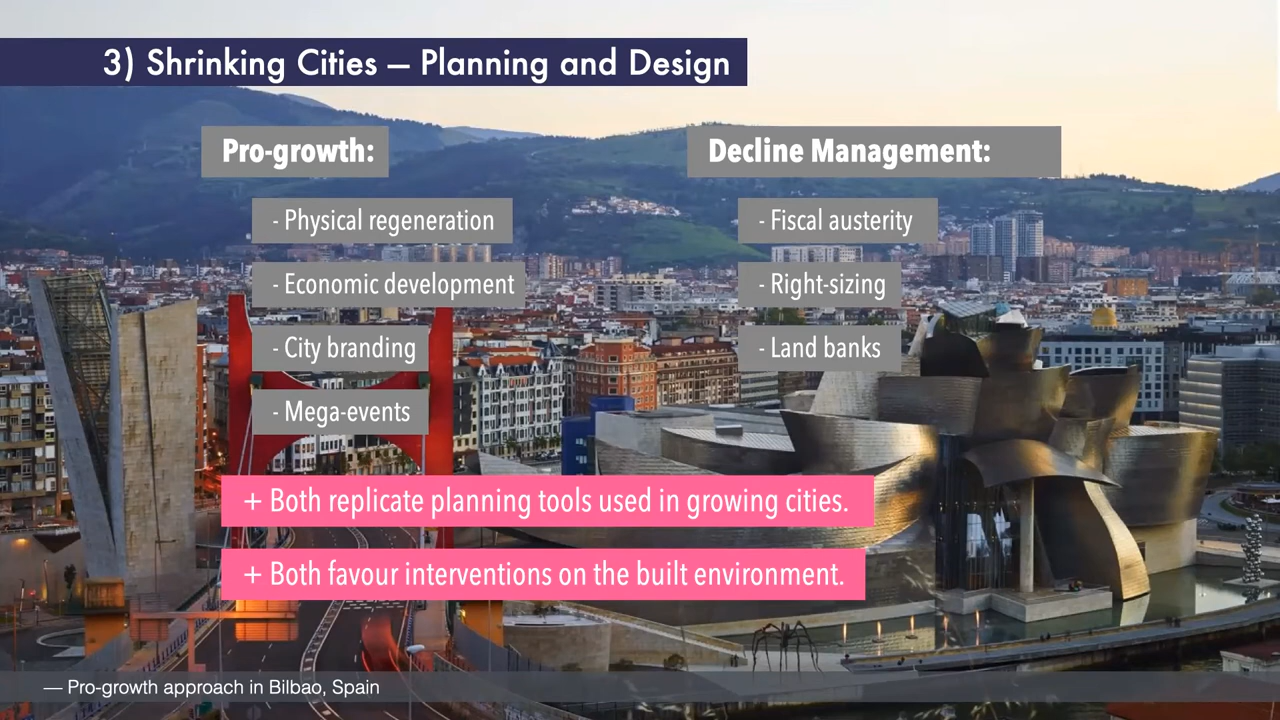 3) Shrinking Cities — Planning and Design
Pro-growth:
- Physical regeneration
- Economic development
- City branding
- Mega-events
Decline Management:
- Fiscal austerity
- Right-sizing
- Land banks
+ Both replicate planning tools used in growing cities.
+ Both favour interventions on the built environment.
— Pro-growth approach in Bilbao, Spain